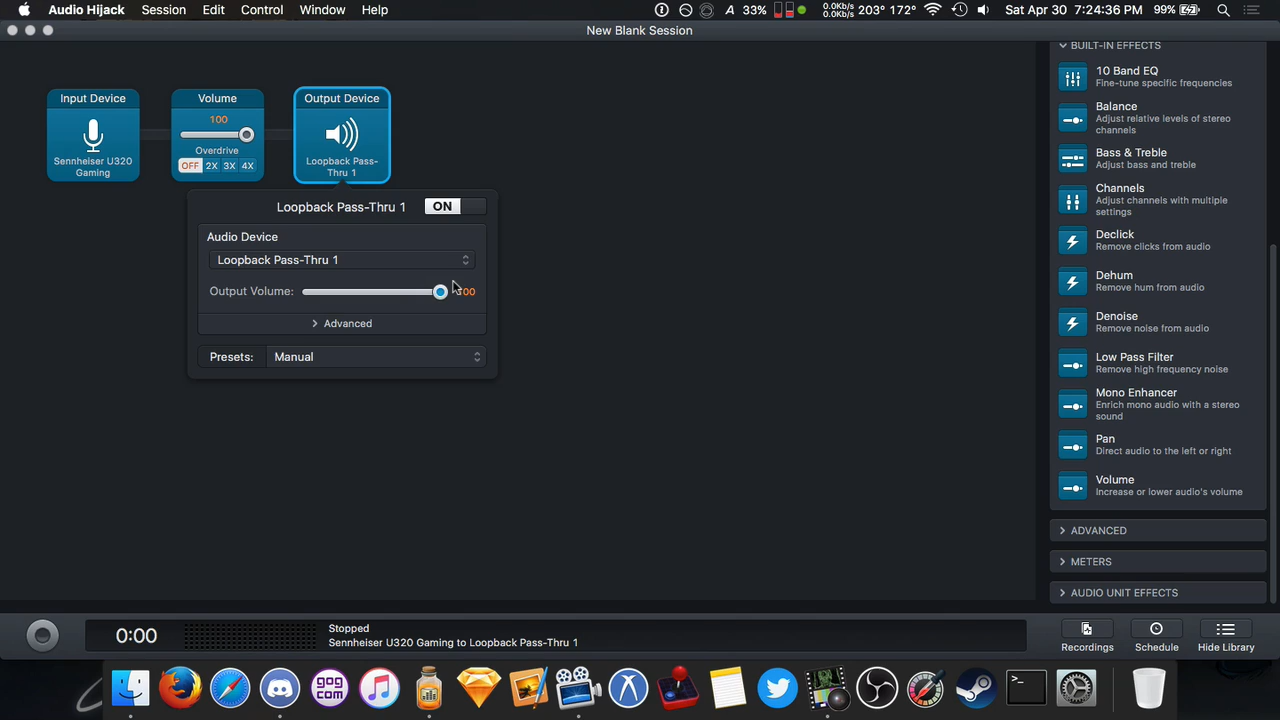 Audio Hijack Session Edit Control Window Help
33% 0.0Kb/s 0.0Kb/s 203° 172° Sat Apr 30 7:24:36 PM 99%
New Blank Session
Input Device
Sennheiser U320
Gaming
Volume
100
Overdrive
OFF 2X 3X 4X
Output Device
Loopback Pass-
Thru 1
Loopback Pass-Thru 1 ON
Audio Device
Loopback Pass-Thru 1
Output Volume:
Advanced
Presets: Manual
BUILT-IN EFFECTS
10 Band EQ
Fine-tune specific frequencies
Balance
Adjust relative levels of stereo
channels
Bass & Treble
Adjust bass and treble
Channels
Adjust channels with multiple
settings
Declick
Remove clicks from audio
Dehum
Remove hum from audio
Denoise
Remove noise from audio
Low Pass Filter
Remove high frequency noise
Mono Enhancer
Enrich mono audio with a stereo
sound
Pan
Direct audio to the left or right
Volume
Increase or lower audio's volume
ADVANCED
METERS
AUDIO UNIT EFFECTS
0:00
Stopped
Sennheiser U320 Gaming to Loopback Pass-Thru 1
Recordings
Schedule
Hide Library
GOG
COM